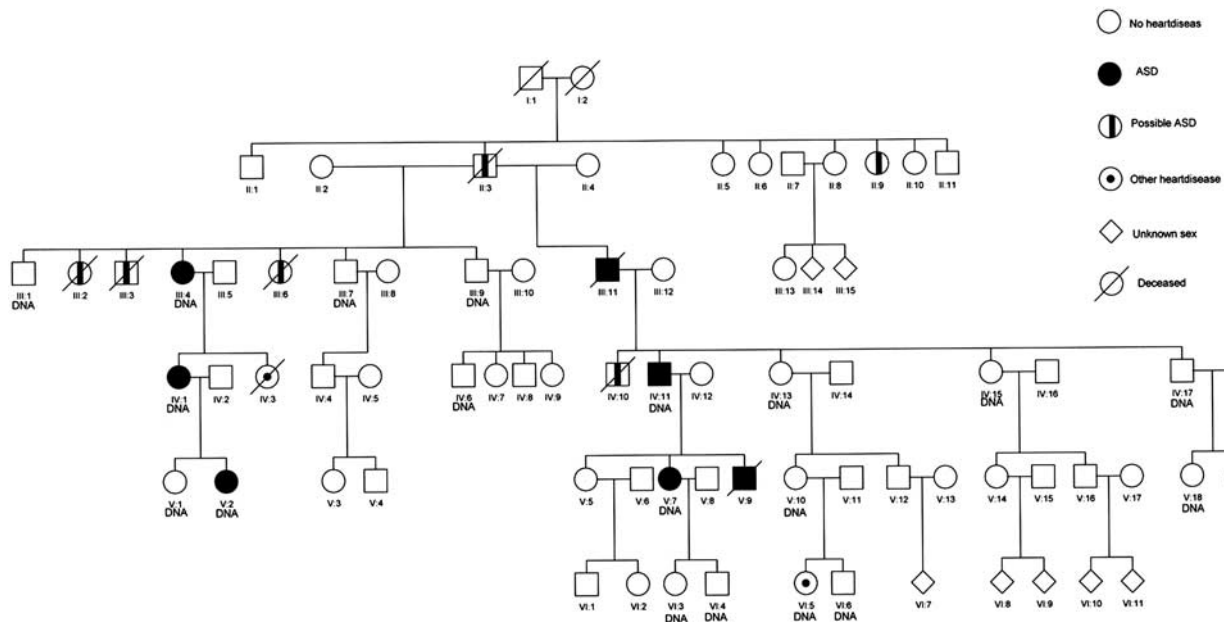 No heartdiseas
ASD
Possible ASD
Other heartdisease
Unknown sex
Deceased
I:1 I:2
II:1 II:2 II:3 II:4 II:5 II:6 II:7 II:8 II:9 II:10 II:11
III:1 III:2 III:3 III:4 III:5 III:6 III:7 III:8 III:9 III:10 III:11 III:12 III:13 III:14 III:15
DNA DNA DNA DNA
IV:1 IV:2 IV:3 IV:4 IV:5 IV:6 IV:7 IV:8 IV:9 IV:10 IV:11 IV:12 IV:13 IV:14 IV:15 IV:16 IV:17
DNA DNA DNA DNA DNA DNA
V:1 V:2 V:3 V:4 V:5 V:6 V:7 V:8 V:9 V:10 V:11 V:12 V:13 V:14 V:15 V:16 V:17 V:18
DNA DNA DNA DNA DNA
VI:1 VI:2 VI:3 VI:4 VI:5 VI:6 VI:7 VI:8 VI:9 VI:10 VI:11
DNA DNA DNA DNA